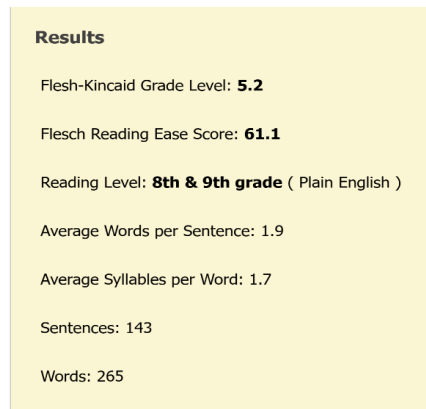 Results
Flesh-Kincaid Grade Level: 5.2
Flesch Reading Ease Score: 61.1
Reading Level: 8th & 9th grade ( Plain English )
Average Words per Sentence: 1.9
Average Syllables per Word: 1.7
Sentences: 143
Words: 265